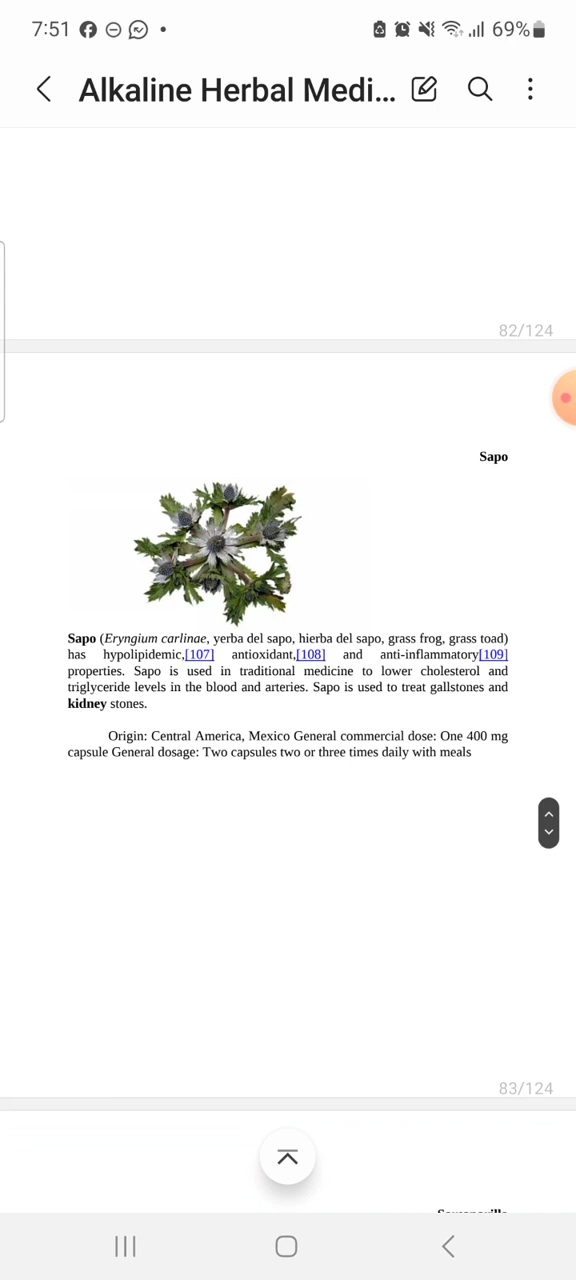 7:51
69%
Alkaline Herbal Medi...
82/124
Sapo
Sapo (Eryngium carlinae, yerba del sapo, hierba del sapo, grass frog, grass toad)
has hypolipidemic,[107] antioxidant,[108] and anti-inflammatory[109]
properties. Sapo is used in traditional medicine to lower cholesterol and
triglyceride levels in the blood and arteries. Sapo is used to treat gallstones and
kidney stones.
Origin: Central America, Mexico General commercial dose: One 400 mg
capsule General dosage: Two capsules two or three times daily with meals
83/124